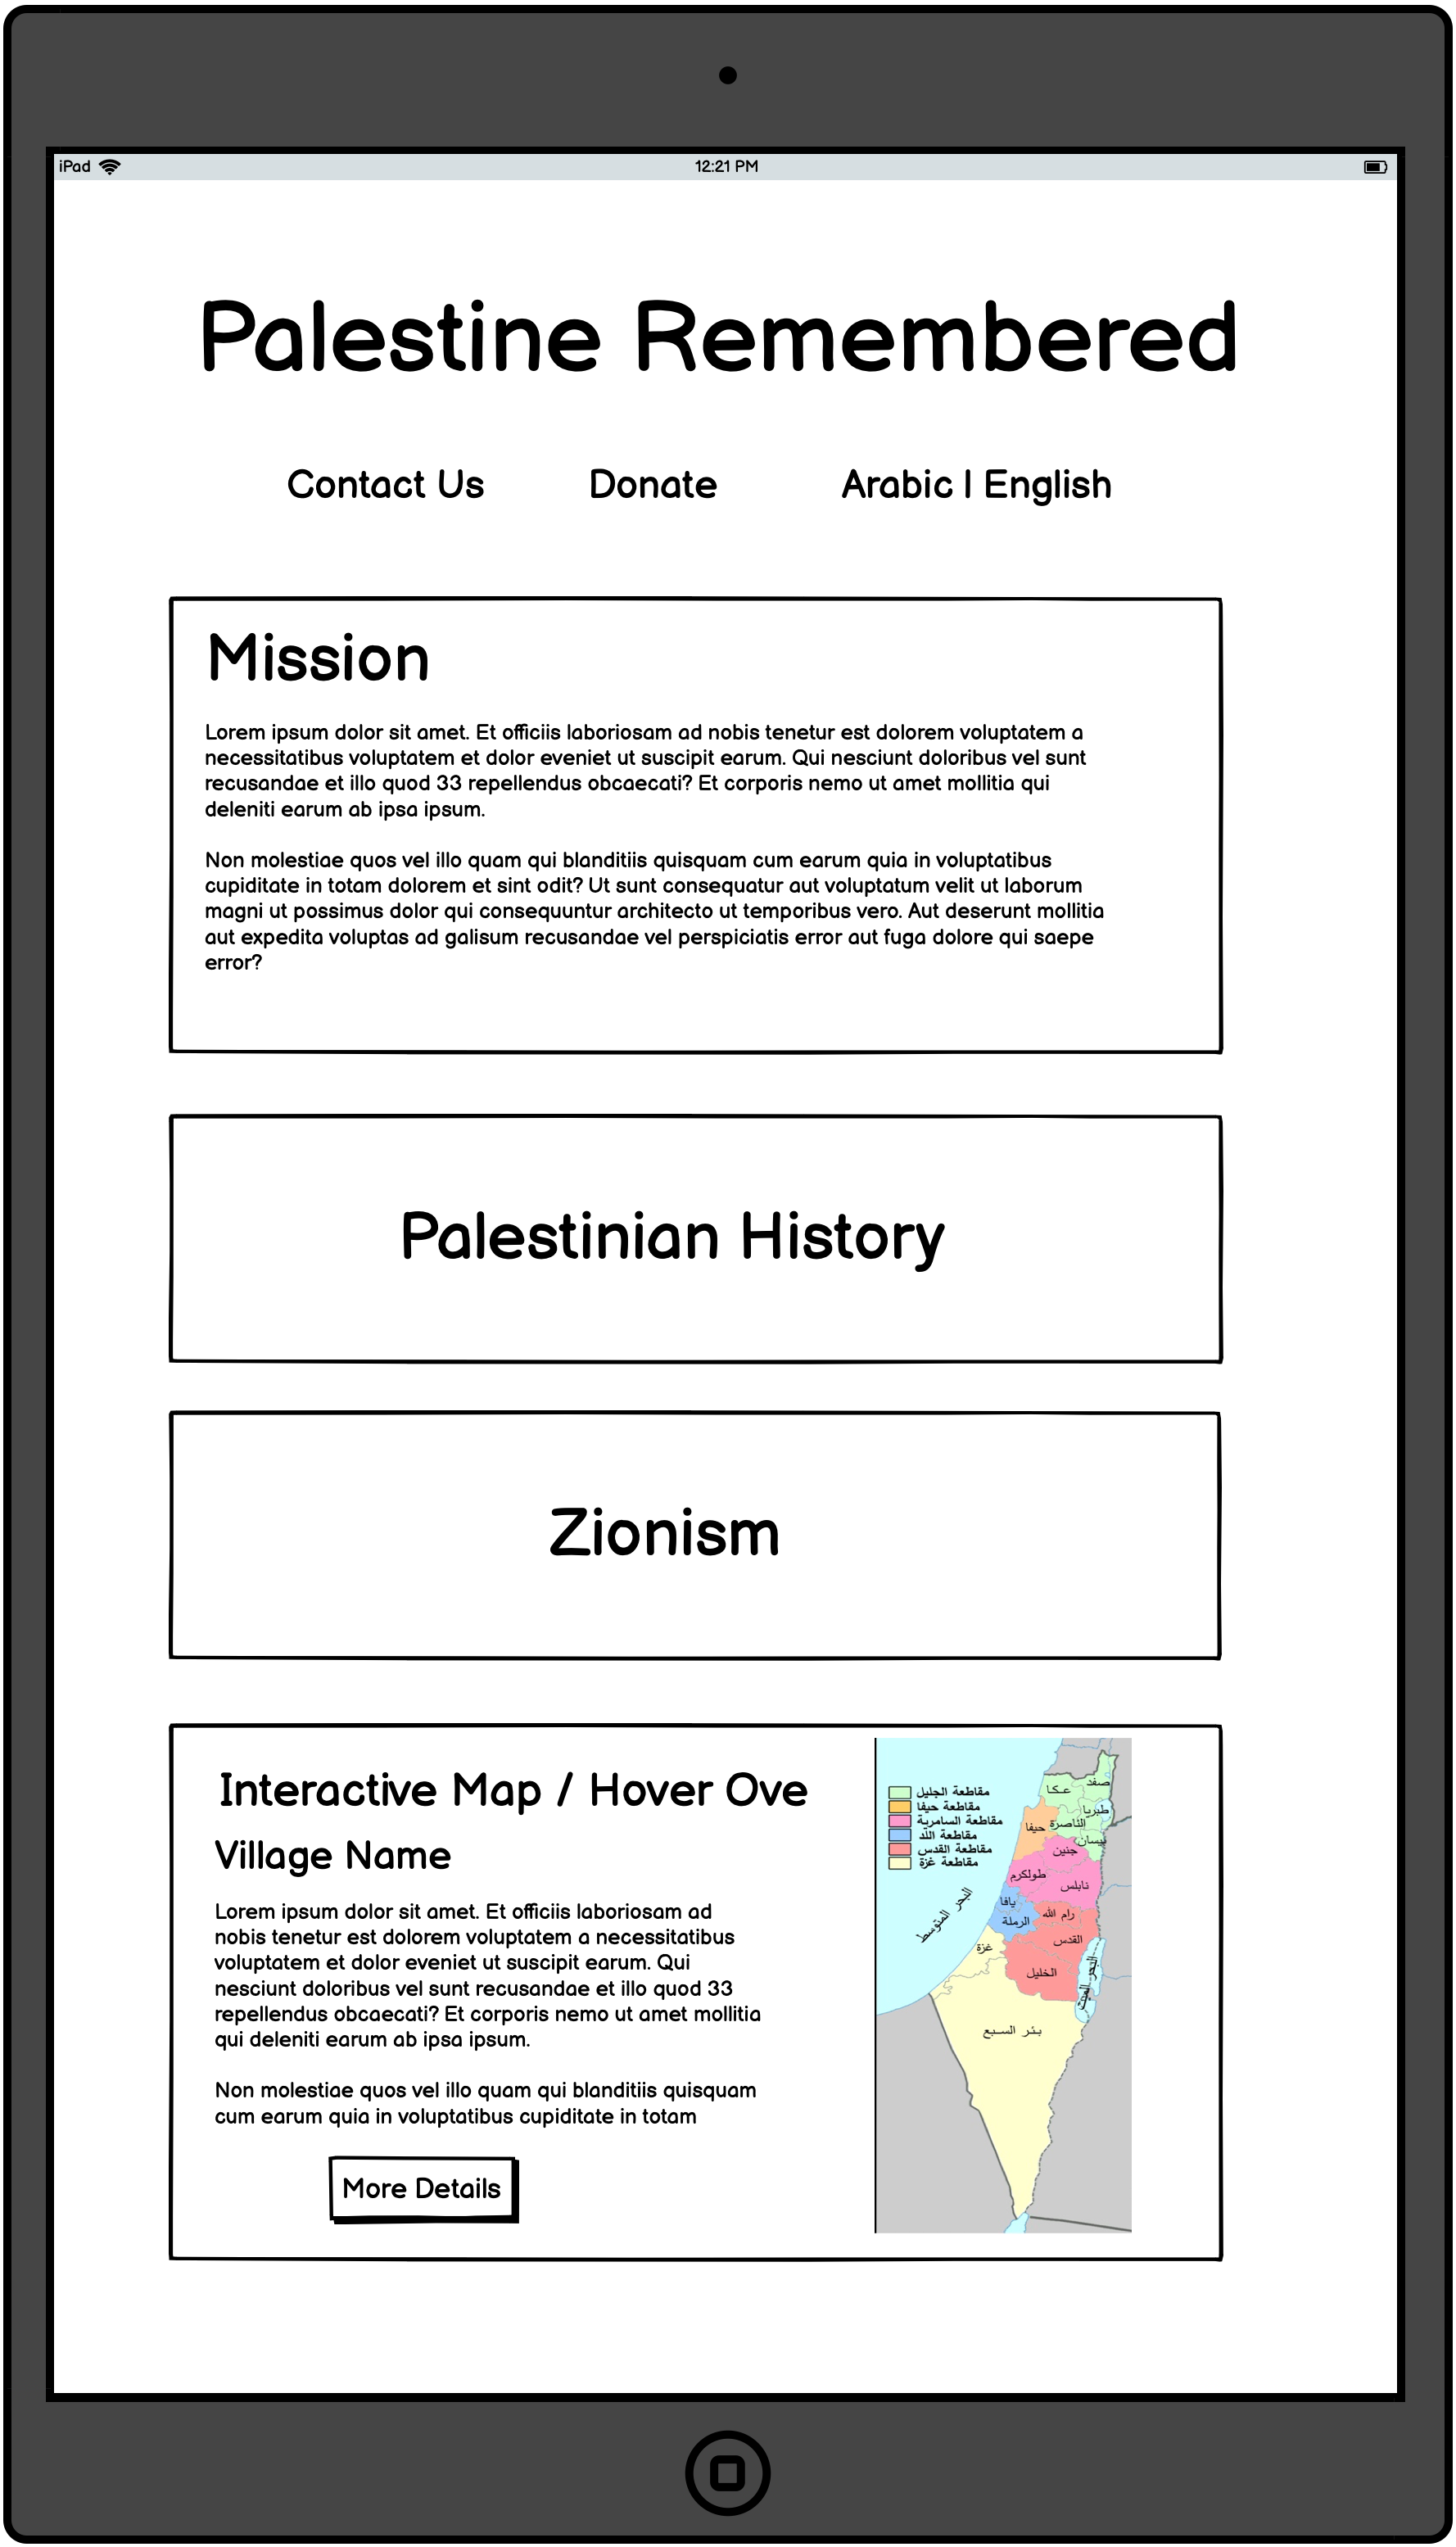 iPad
12:21 PM
Palestine Remembered
Contact Us
Donate
Arabic | English
Mission
Lorem ipsum dolor sit amet. Et officiis laboriosam ad nobis tenetur est dolorem voluptatem a
necessitatibus voluptatem et dolor eveniet ut suscipit earum. Qui nesciunt doloribus vel sunt
recusandae et illo quod 33 repellendus obcaecati? Et corporis nemo ut amet mollitia qui
deleniti earum ab ipsa ipsum.
Non molestiae quos vel illo quam qui blanditiis quisquam cum earum quia in voluptatibus
cupiditate in totam dolorem et sint odit? Ut sunt consequatur aut voluptatum velit ut laborum
magni ut possimus dolor qui consequuntur architecto ut temporibus vero. Aut deserunt mollitia
aut expedita voluptas ad galisum recusandae vel perspiciatis error aut fuga dolore qui saepe
error?
Palestinian History
Zionism
Interactive Map / Hover Ove
Village Name
Lorem ipsum dolor sit amet. Et officiis laboriosam ad
nobis tenetur est dolorem voluptatem a necessitatibus
voluptatem et dolor eveniet ut suscipit earum. Qui
nesciunt doloribus vel sunt recusandae et illo quod 33
repellendus obcaecati? Et corporis nemo ut amet mollitia
qui deleniti earum ab ipsa ipsum.
Non molestiae quos vel illo quam qui blanditiis quisquam
cum earum quia in voluptatibus cupiditate in totam
More Details
مقاطعة الجليل
مقاطعة حيفا
مقاطعة السامرية
مقاطعة اللد
مقاطعة القدس
مقاطعة غزة
البحر المتوسط
صفد
عكا
طبريا
الناصرة
حيفا
بيسان
جنين
طولكرم
نابلس
يافا
الرملة
رام الله
القدس
غزة
الخليل
البحر الميت
بئر السبع